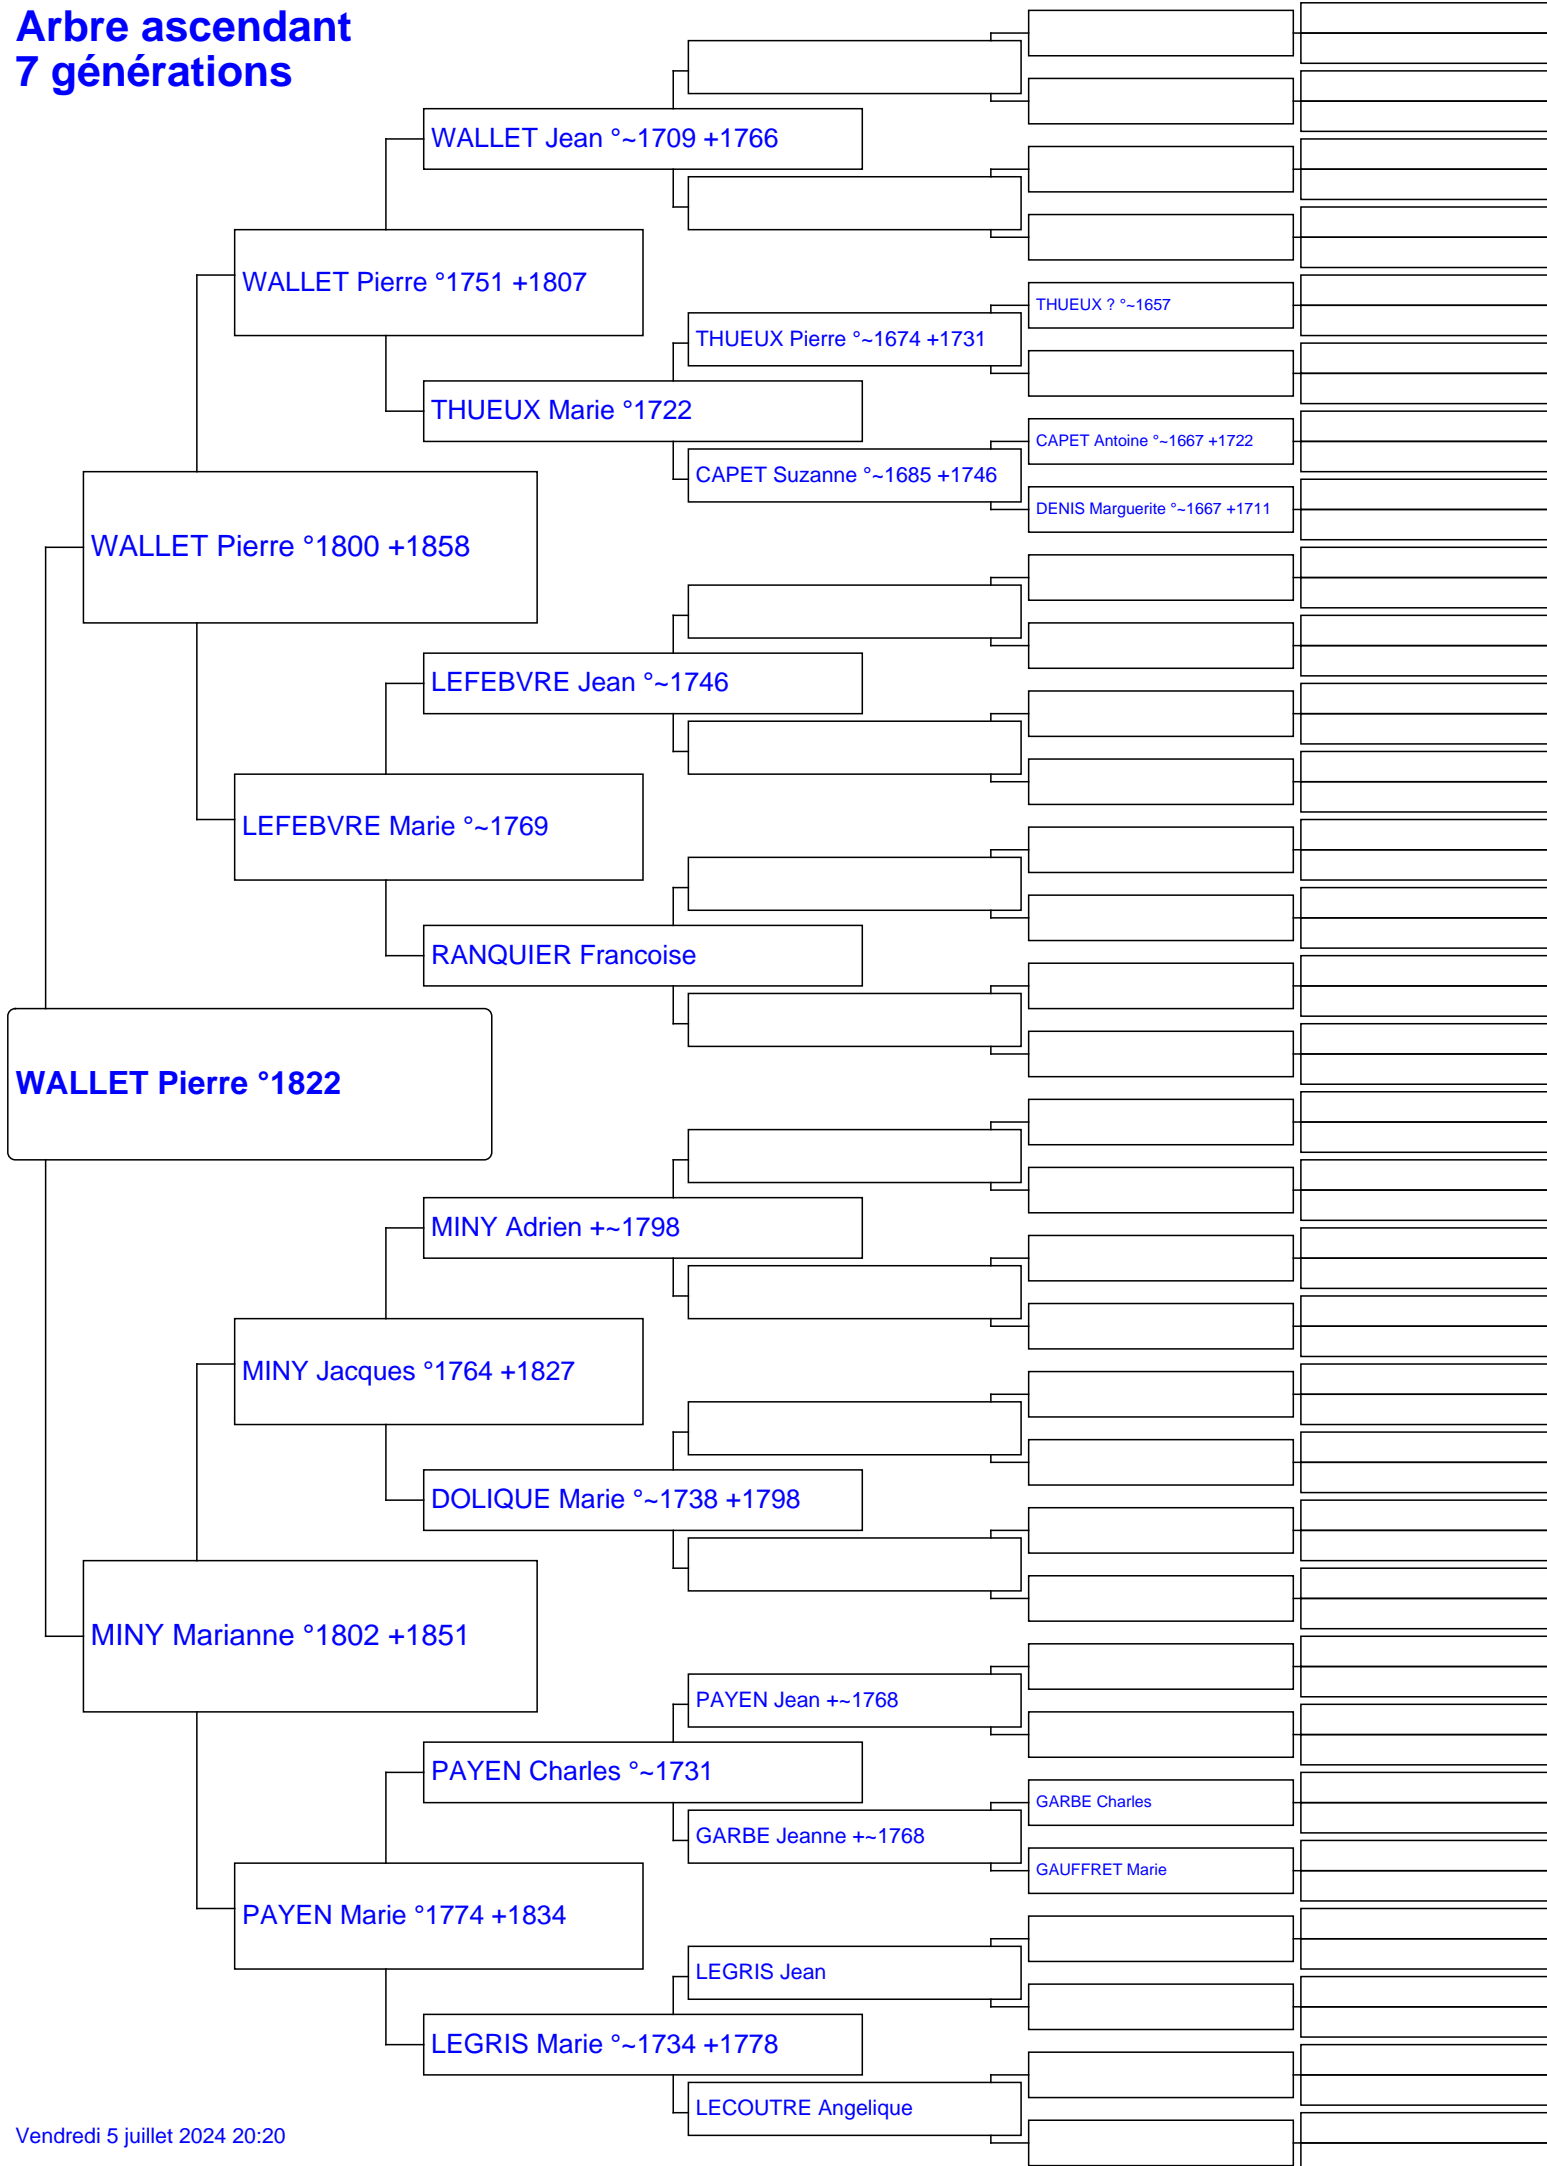 Arbre ascendant
7 générations
WALLET Jean °~1709 +1766
WALLET Pierre °1751 +1807
THUEUX ? °~1657
THUEUX Pierre °~1674 +1731
THUEUX Marie °1722
CAPET Antoine °~1667 +1722
CAPET Suzanne °~1685 +1746
DENIS Marguerite °~1667 +1711
WALLET Pierre °1800 +1858
LEFEBVRE Jean °~1746
LEFEBVRE Marie °~1769
RANQUIER Francoise
WALLET Pierre °1822
MINY Adrien +~1798
MINY Jacques °1764 +1827
DOLIQUE Marie °~1738 +1798
MINY Marianne °1802 +1851
PAYEN Jean +~1768
PAYEN Charles °~1731
GARBE Charles
GARBE Jeanne +~1768
GAUFFRET Marie
PAYEN Marie °1774 +1834
LEGRIS Jean
LEGRIS Marie °~1734 +1778
LECOUTRE Angelique
Vendredi 5 juillet 2024 20:20